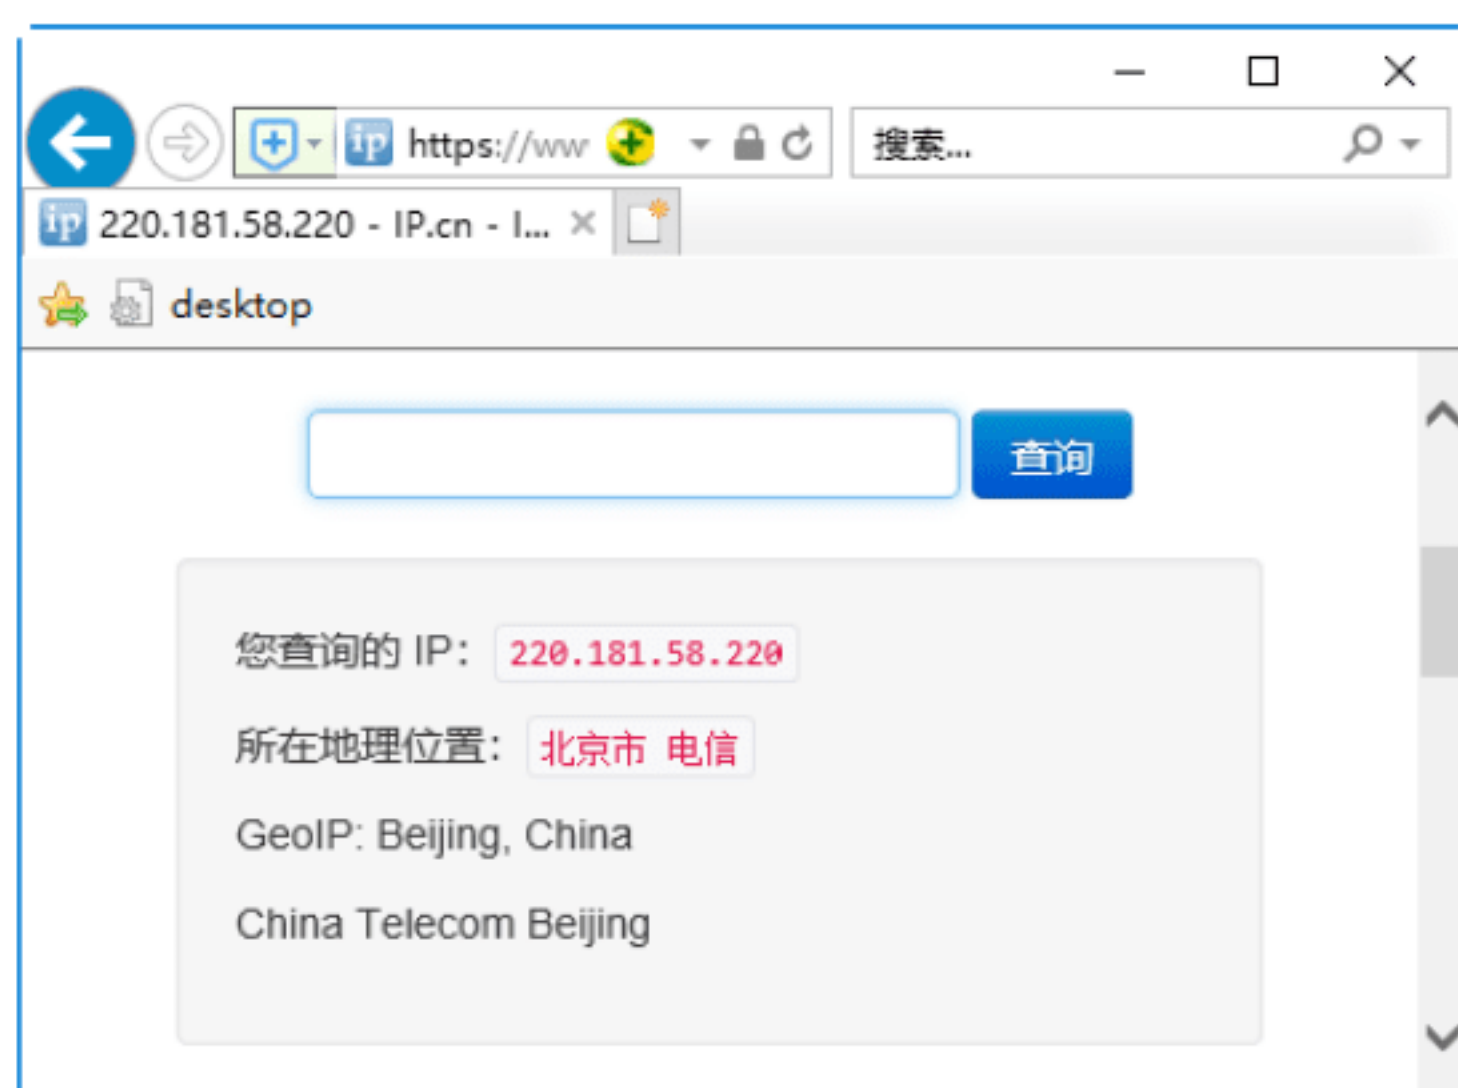 ip https://ww 搜索...
ip 220.181.58.220 - IP.cn - I...
desktop
查询
您查询的 IP： 220.181.58.220
所在地理位置： 北京市 电信
GeoIP: Beijing, China
China Telecom Beijing